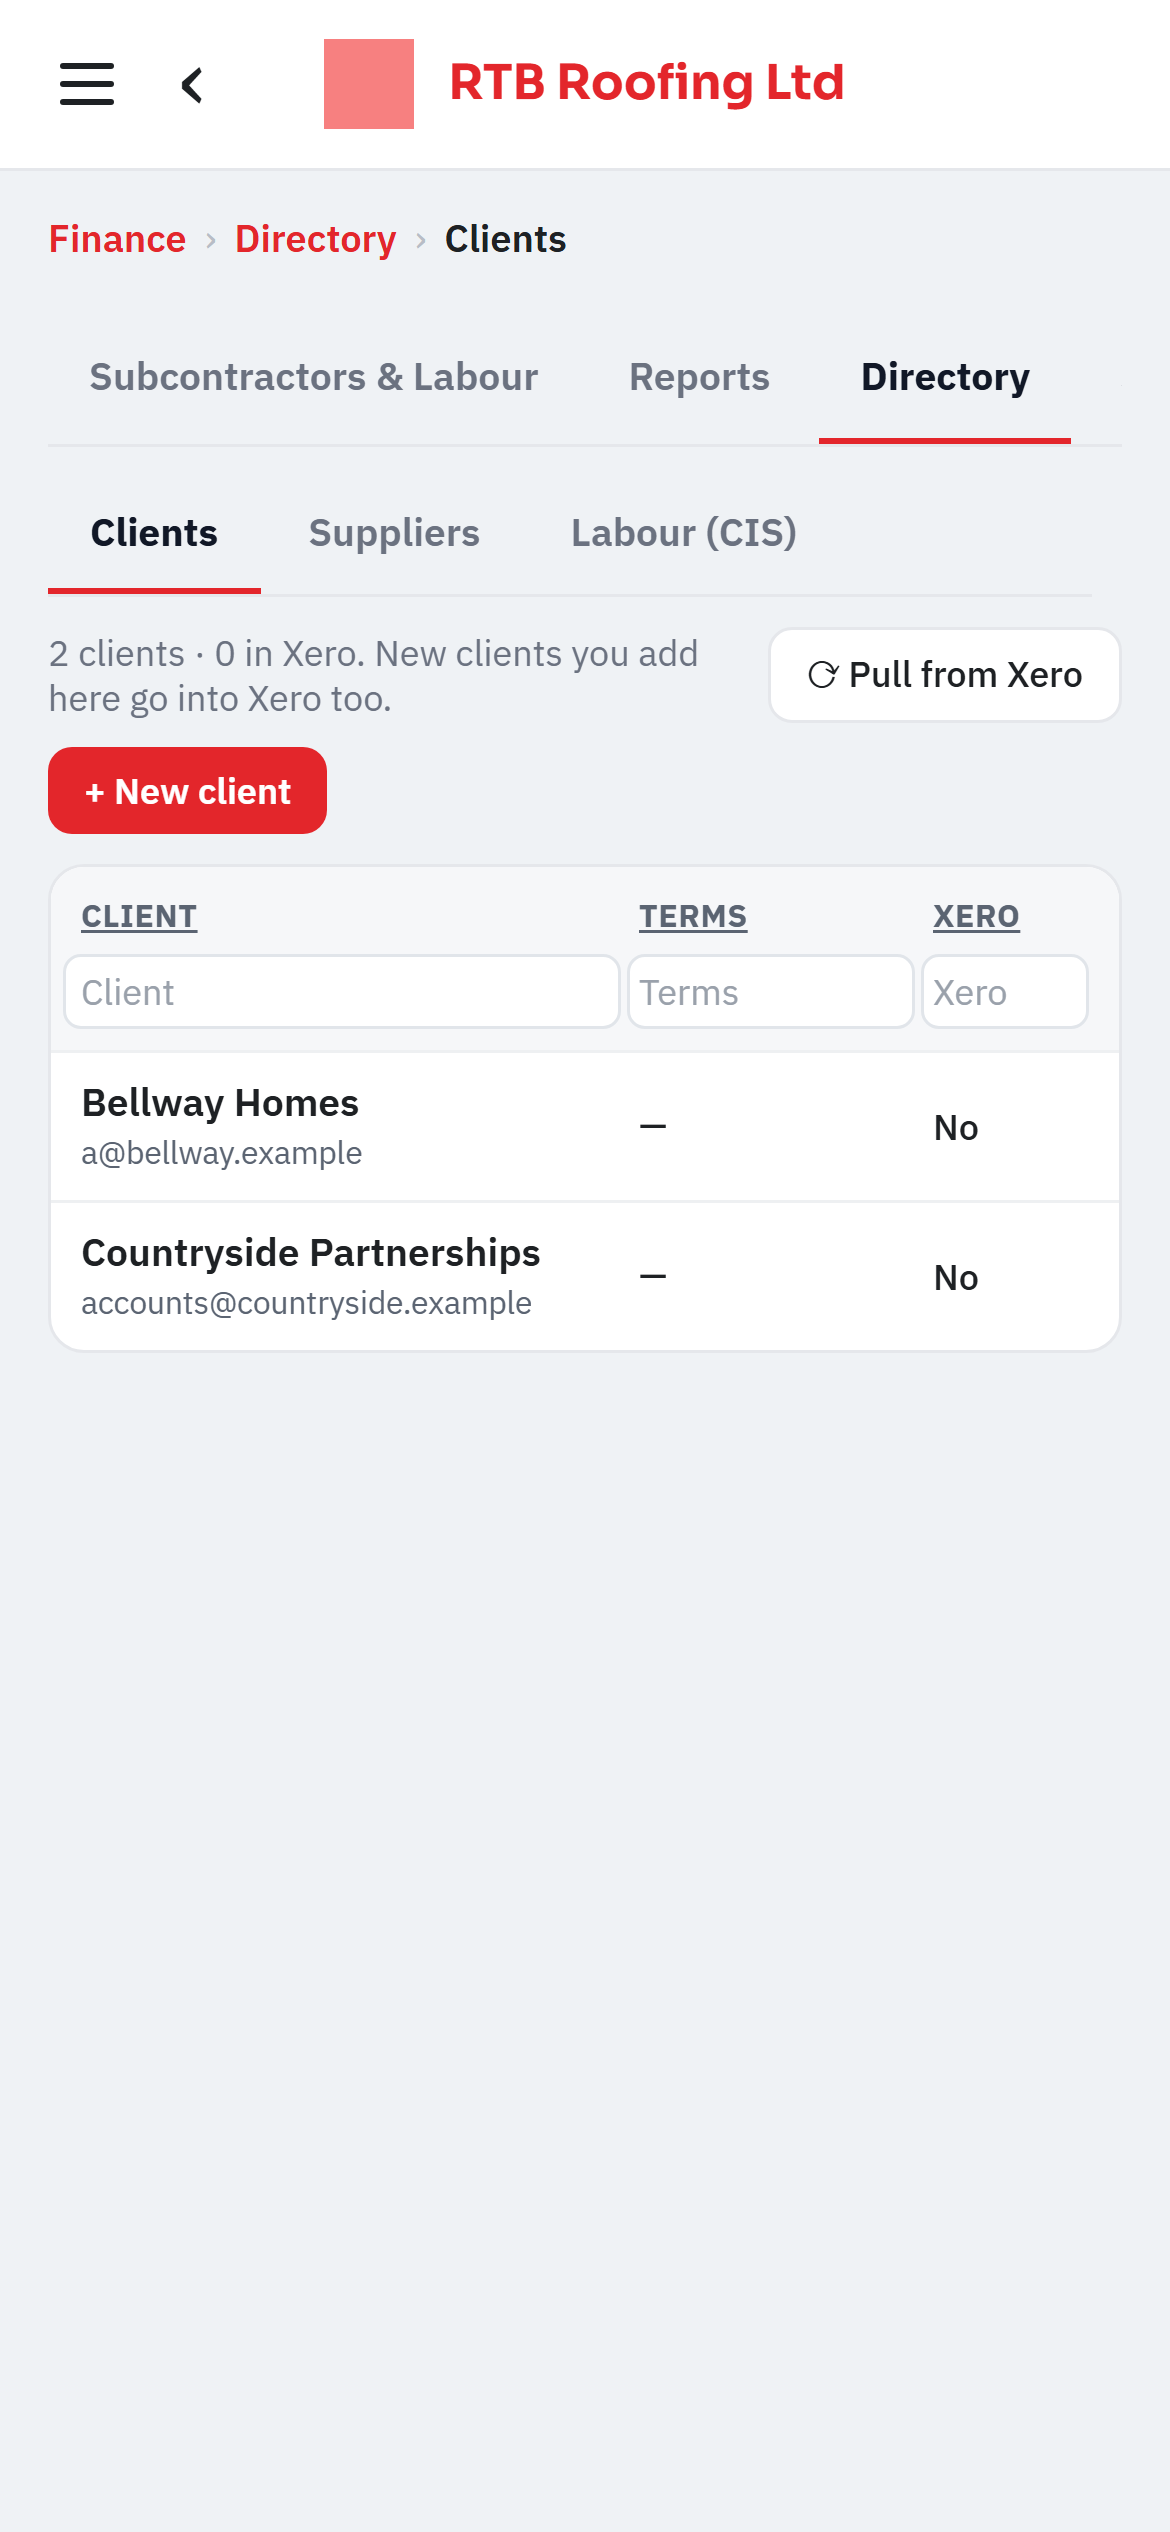 RTB Roofing Ltd
Finance › Directory › Clients
Subcontractors & Labour Reports Directory
Clients Suppliers Labour (CIS)
2 clients · 0 in Xero. New clients you add
here go into Xero too.
⟳ Pull from Xero
+ New client
CLIENT TERMS XERO
Client Terms Xero
Bellway Homes
a@bellway.example
— No
Countryside Partnerships
accounts@countryside.example
— No